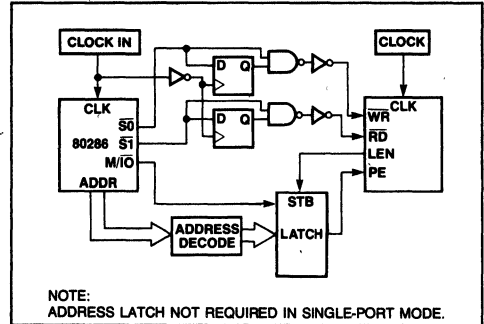 CLOCK IN
CLOCK
D Q
CLK
CLK
S0
WR
80286
S1
D Q
RD
M/IO
LEN
ADDR
PE
STB
ADDRESS
DECODE
LATCH
NOTE:
ADDRESS LATCH NOT REQUIRED IN SINGLE-PORT MODE.